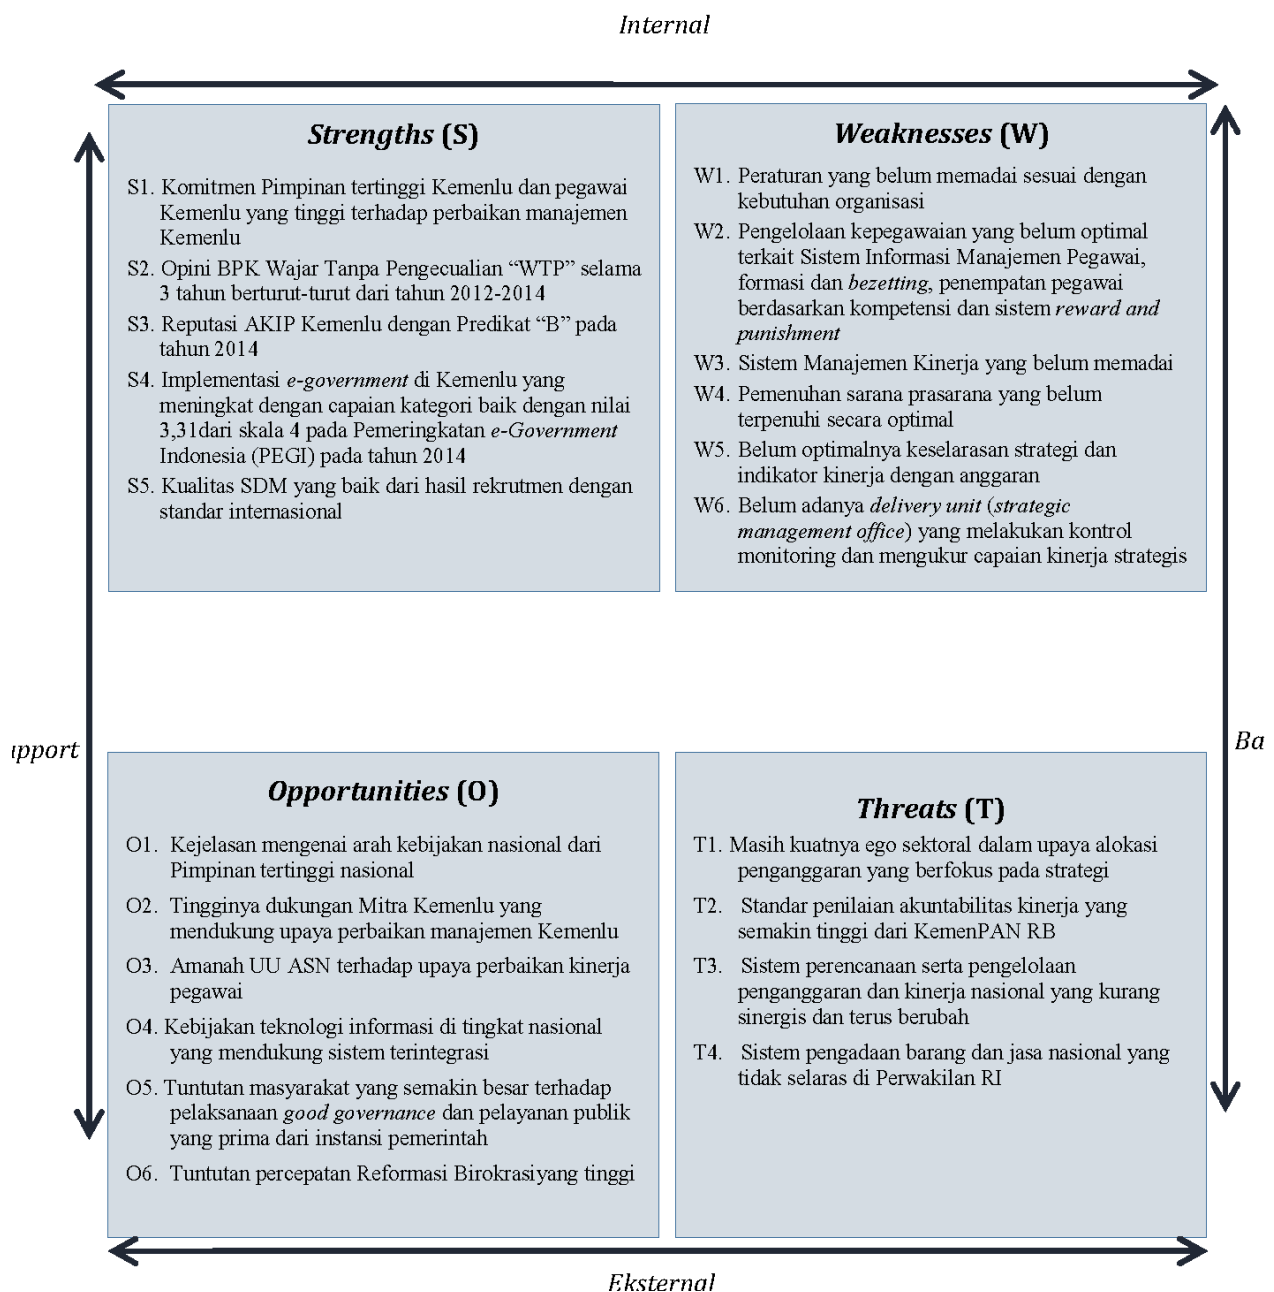 Internal
Strengths (S)
S1. Komitmen Pimpinan tertinggi Kemenlu dan pegawai
Kemenlu yang tinggi terhadap perbaikan manajemen
Kemenlu
S2. Opini BPK Wajar Tanpa Pengecualian “WTP” selama
3 tahun berturut-turut dari tahun 2012-2014
S3. Reputasi AKIP Kemenlu dengan Predikat “B” pada
tahun 2014
S4. Implementasi e-government di Kemenlu yang
meningkat dengan capaian kategori baik dengan nilai
3,31dari skala 4 pada Pemeringkatan e-Government
Indonesia (PEGI) pada tahun 2014
S5. Kualitas SDM yang baik dari hasil rekrutmen dengan
standar internasional
Weaknesses (W)
W1. Peraturan yang belum memadai sesuai dengan
kebutuhan organisasi
W2. Pengelolaan kepegawaian yang belum optimal
terkait Sistem Informasi Manajemen Pegawai,
formasi dan bezetting, penempatan pegawai
berdasarkan kompetensi dan sistem reward and
punishment
W3. Sistem Manajemen Kinerja yang belum memadai
W4. Pemenuhan sarana prasarana yang belum
terpenuhi secara optimal
W5. Belum optimalnya keselarasan strategi dan
indikator kinerja dengan anggaran
W6. Belum adanya delivery unit (strategic
management office) yang melakukan kontrol
monitoring dan mengukur capaian kinerja strategis
pport
Ba
Opportunities (O)
O1. Kejelasan mengenai arah kebijakan nasional dari
Pimpinan tertinggi nasional
O2. Tingginya dukungan Mitra Kemenlu yang
mendukung upaya perbaikan manajemen Kemenlu
O3. Amanah UU ASN terhadap upaya perbaikan kinerja
pegawai
O4. Kebijakan teknologi informasi di tingkat nasional
yang mendukung sistem terintegrasi
O5. Tuntutan masyarakat yang semakin besar terhadap
pelaksanaan good governance dan pelayanan publik
yang prima dari instansi pemerintah
O6. Tuntutan percepatan Reformasi Birokrasiyang tinggi
Threats (T)
T1. Masih kuatnya ego sektoral dalam upaya alokasi
penganggaran yang berfokus pada strategi
T2. Standar penilaian akuntabilitas kinerja yang
semakin tinggi dari KemenPAN RB
T3. Sistem perencanaan serta pengelolaan
penganggaran dan kinerja nasional yang kurang
sinergis dan terus berubah
T4. Sistem pengadaan barang dan jasa nasional yang
tidak selaras di Perwakilan RI
Eksternal